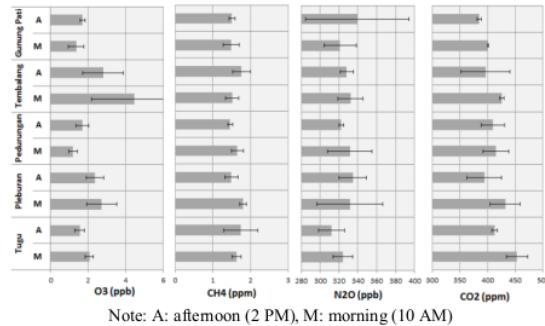 Gunung Pati
A
M
Tembalang
A
M
Pedurungan
A
M
Pleburan
A
M
Tugu
A
M
0 2 4 6
0 1 2 3
280 300 320 340 360 380 400
300 350 400 450 500
O3 (ppb)
CH4 (ppm)
N2O (ppb)
CO2 (ppm)
Note: A: afternoon (2 PM), M: morning (10 AM)